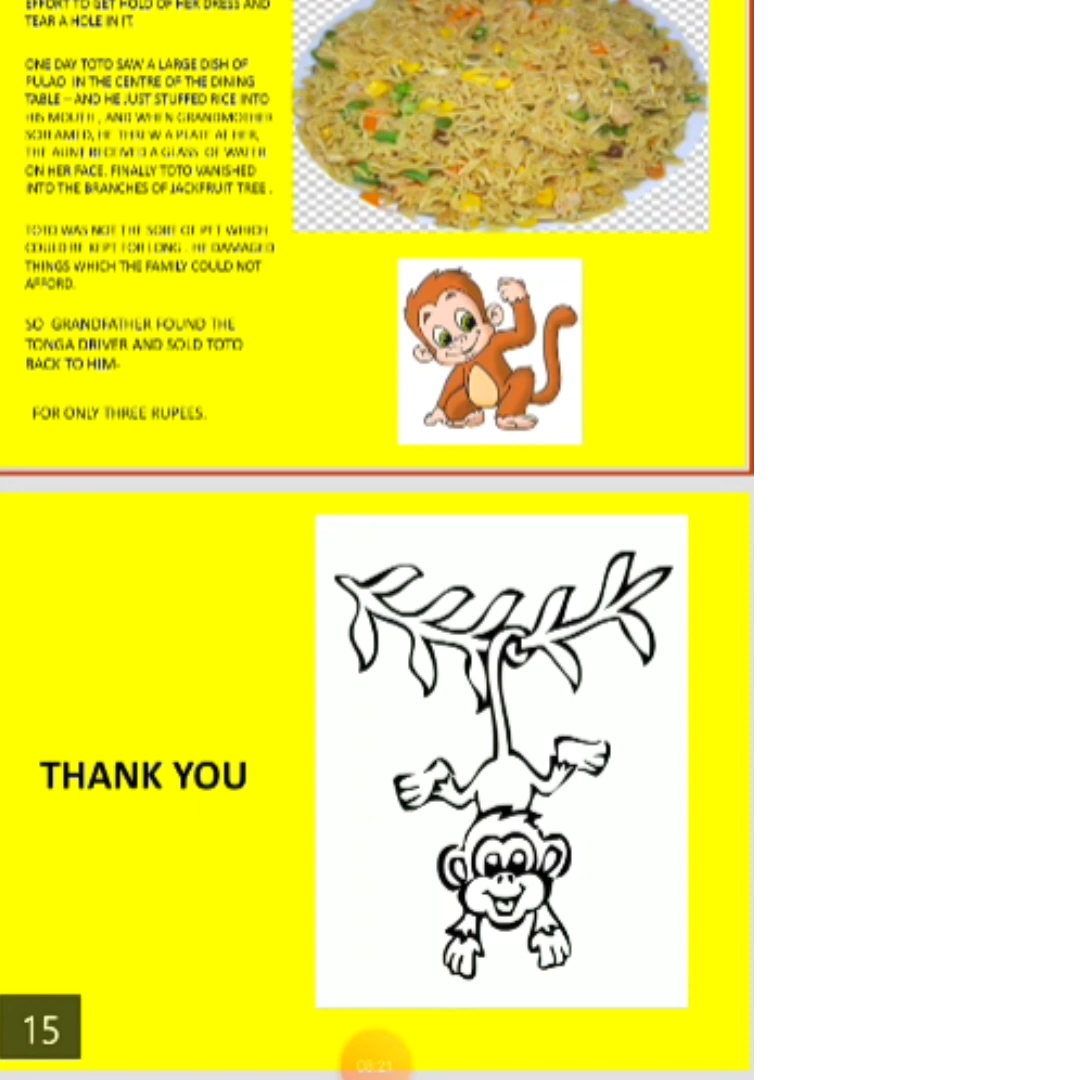 EFFORT TO GET HOLD OF HER DRESS AND
TEAR A HOLE IN IT.
ONE DAY TOTO SAW A LARGE DISH OF
PULAO IN THE CENTRE OF THE DINING
TABLE – AND HE JUST STUFFED RICE INTO
HIS MOUTH , AND WHEN GRANDMOTHER
SCREAMED, HE THREW A PLATE AT HER,
THE AUNT RECEIVED A GLASS OF WATER
ON HER FACE. FINALLY TOTO VANISHED
INTO THE BRANCHES OF JACKFRUIT TREE .
TOTO WAS NOT THE SORT OF PET WHICH
COULD BE KEPT FOR LONG . HE DAMAGED
THINGS WHICH THE FAMILY COULD NOT
AFFORD.
SO GRANDFATHER FOUND THE
TONGA DRIVER AND SOLD TOTO
BACK TO HIM-
FOR ONLY THREE RUPEES.
THANK YOU
15
08:21